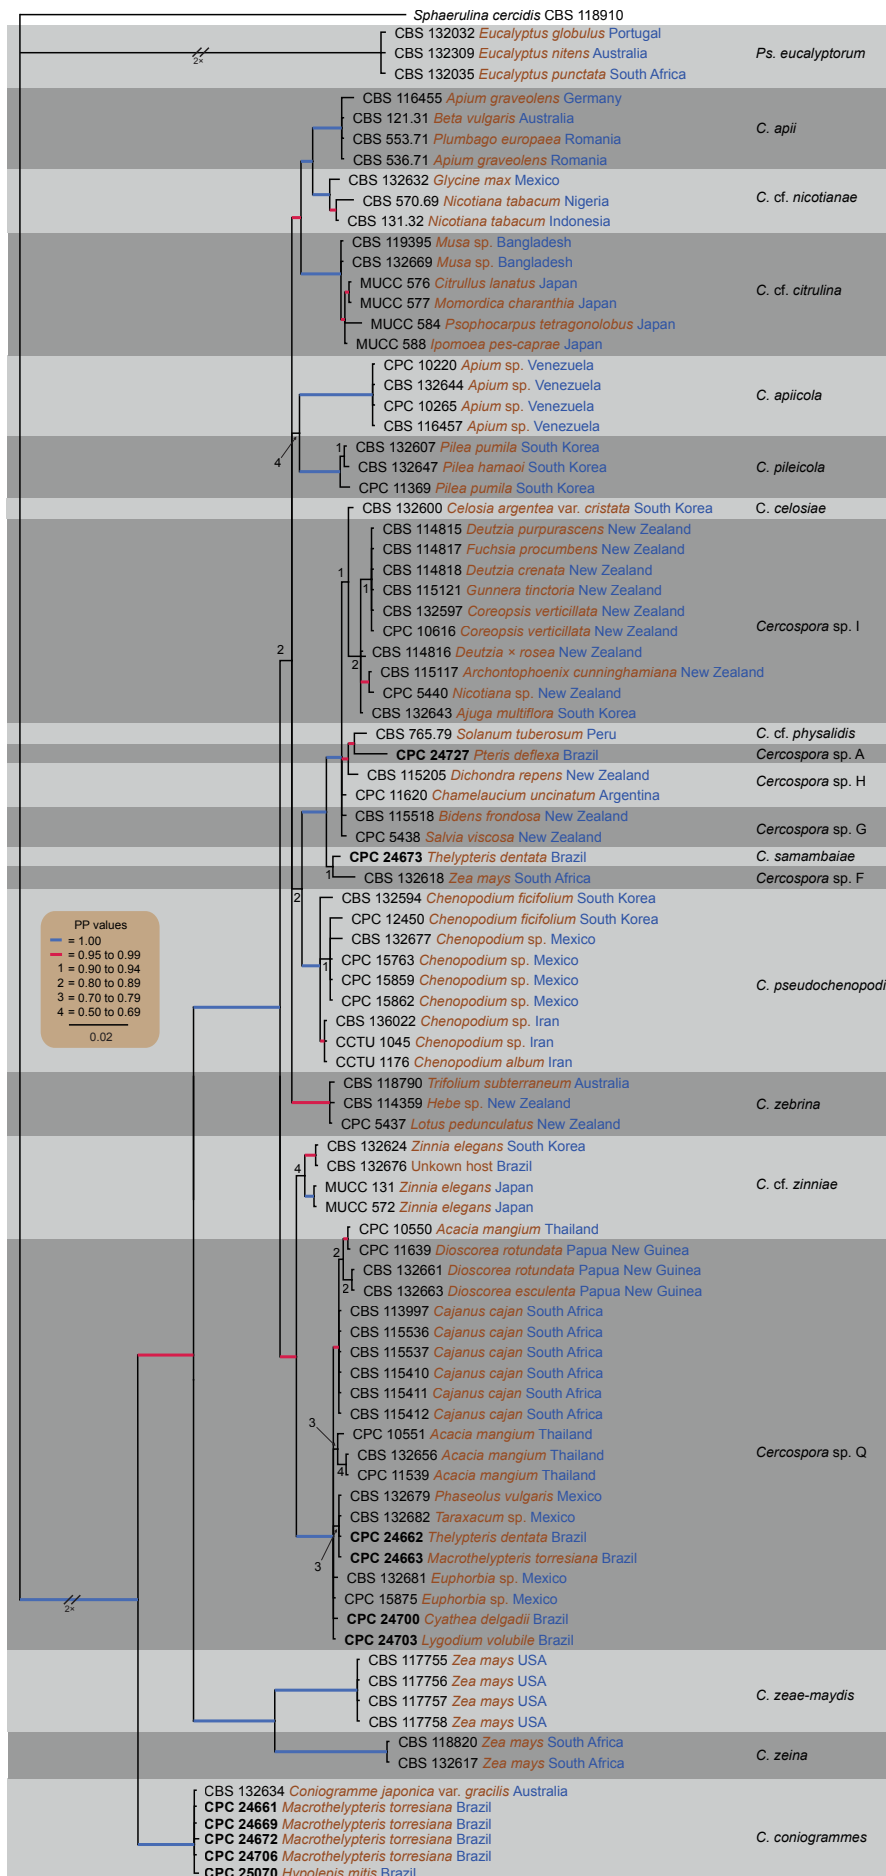 Sphaerulina cercidis CBS 118910
CBS 132032 Eucalyptus globulus Portugal
2×
CBS 132309 Eucalyptus nitens Australia
Ps. eucalyptorum
CBS 132035 Eucalyptus punctata South Africa
CBS 116455 Apium graveolens Germany
CBS 121.31 Beta vulgaris Australia
C. apii
CBS 553.71 Plumbago europaea Romania
CBS 536.71 Apium graveolens Romania
CBS 132632 Glycine max Mexico
CBS 570.69 Nicotiana tabacum Nigeria
C. cf. nicotianae
CBS 131.32 Nicotiana tabacum Indonesia
CBS 119395 Musa sp. Bangladesh
CBS 132669 Musa sp. Bangladesh
MUCC 576 Citrullus lanatus Japan
C. cf. citrulina
MUCC 577 Momordica charanthia Japan
MUCC 584 Psophocarpus tetragonolobus Japan
MUCC 588 Ipomoea pes-caprae Japan
CPC 10220 Apium sp. Venezuela
CBS 132644 Apium sp. Venezuela
C. apiicola
CPC 10265 Apium sp. Venezuela
CBS 116457 Apium sp. Venezuela
4
1
CBS 132607 Pilea pumila South Korea
CBS 132647 Pilea hamaoi South Korea
C. pileicola
CPC 11369 Pilea pumila South Korea
CBS 132600 Celosia argentea var. cristata South Korea
C. celosiae
CBS 114815 Deutzia purpurascens New Zealand
CBS 114817 Fuchsia procumbens New Zealand
1
CBS 114818 Deutzia crenata New Zealand
1
CBS 115121 Gunnera tinctoria New Zealand
CBS 132597 Coreopsis verticillata New Zealand
Cercospora sp. I
CPC 10616 Coreopsis verticillata New Zealand
2
2
CBS 114816 Deutzia × rosea New Zealand
CBS 115117 Archontophoenix cunninghamiana New Zealand
CPC 5440 Nicotiana sp. New Zealand
CBS 132643 Ajuga multiflora South Korea
CBS 765.79 Solanum tuberosum Peru
C. cf. physalidis
CPC 24727 Pteris deflexa Brazil
Cercospora sp. A
CBS 115205 Dichondra repens New Zealand
Cercospora sp. H
CPC 11620 Chamelaucium uncinatum Argentina
CBS 115518 Bidens frondosa New Zealand
Cercospora sp. G
CPC 5438 Salvia viscosa New Zealand
CPC 24673 Thelypteris dentata Brazil
C. samambaiae
1
CBS 132618 Zea mays South Africa
Cercospora sp. F
2
CBS 132594 Chenopodium ficifolium South Korea
CPC 12450 Chenopodium ficifolium South Korea
CBS 132677 Chenopodium sp. Mexico
1
CPC 15763 Chenopodium sp. Mexico
CPC 15859 Chenopodium sp. Mexico
C. pseudochenopodi
CPC 15862 Chenopodium sp. Mexico
CBS 136022 Chenopodium sp. Iran
CCTU 1045 Chenopodium sp. Iran
CCTU 1176 Chenopodium album Iran
PP values
= 1.00
= 0.95 to 0.99
1 = 0.90 to 0.94
2 = 0.80 to 0.89
3 = 0.70 to 0.79
4 = 0.50 to 0.69
0.02
CBS 118790 Trifolium subterraneum Australia
CBS 114359 Hebe sp. New Zealand
C. zebrina
CPC 5437 Lotus pedunculatus New Zealand
CBS 132624 Zinnia elegans South Korea
4
CBS 132676 Unkown host Brazil
C. cf. zinniae
MUCC 131 Zinnia elegans Japan
MUCC 572 Zinnia elegans Japan
CPC 10550 Acacia mangium Thailand
2
CPC 11639 Dioscorea rotundata Papua New Guinea
CBS 132661 Dioscorea rotundata Papua New Guinea
2
CBS 132663 Dioscorea esculenta Papua New Guinea
CBS 113997 Cajanus cajan South Africa
CBS 115536 Cajanus cajan South Africa
CBS 115537 Cajanus cajan South Africa
CBS 115410 Cajanus cajan South Africa
CBS 115411 Cajanus cajan South Africa
CBS 115412 Cajanus cajan South Africa
3
CPC 10551 Acacia mangium Thailand
CBS 132656 Acacia mangium Thailand
Cercospora sp. Q
4
CPC 11539 Acacia mangium Thailand
CBS 132679 Phaseolus vulgaris Mexico
CBS 132682 Taraxacum sp. Mexico
CPC 24662 Thelypteris dentata Brazil
3
CPC 24663 Macrothelypteris torresiana Brazil
CBS 132681 Euphorbia sp. Mexico
CPC 15875 Euphorbia sp. Mexico
2×
CPC 24700 Cyathea delgadii Brazil
CPC 24703 Lygodium volubile Brazil
CBS 117755 Zea mays USA
CBS 117756 Zea mays USA
C. zeae-maydis
CBS 117757 Zea mays USA
CBS 117758 Zea mays USA
CBS 118820 Zea mays South Africa
C. zeina
CBS 132617 Zea mays South Africa
CBS 132634 Coniogramme japonica var. gracilis Australia
CPC 24661 Macrothelypteris torresiana Brazil
CPC 24669 Macrothelypteris torresiana Brazil
CPC 24672 Macrothelypteris torresiana Brazil
C. coniogrammes
CPC 24706 Macrothelypteris torresiana Brazil
CPC 25070 Hypolepis mitis Brazil